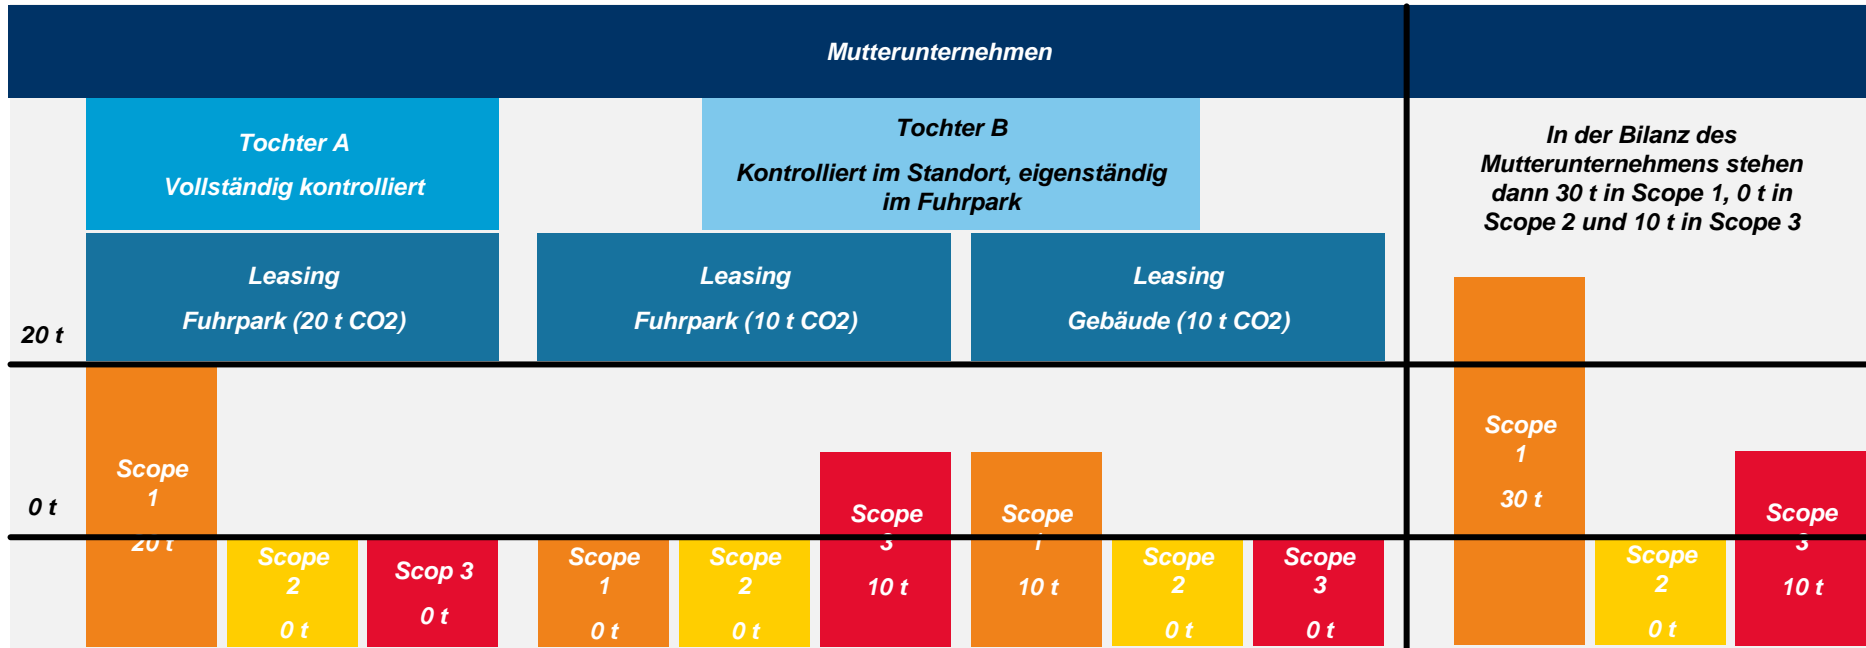 Mutterunternehmen
Tochter A
Vollständig kontrolliert
Tochter B
Kontrolliert im Standort, eigenständig
im Fuhrpark
In der Bilanz des
Mutterunternehmens stehen
dann 30 t in Scope 1, 0 t in
Scope 2 und 10 t in Scope 3
Leasing
Fuhrpark (20 t CO2)
Leasing
Fuhrpark (10 t CO2)
Leasing
Gebäude (10 t CO2)
20 t
0 t
Scope
1
20 t
Scope
2
0 t
Scop 3
0 t
Scope
1
0 t
Scope
2
0 t
Scope
3
10 t
Scope
1
10 t
Scope
2
0 t
Scope
3
0 t
Scope
1
30 t
Scope
2
0 t
Scope
3
10 t